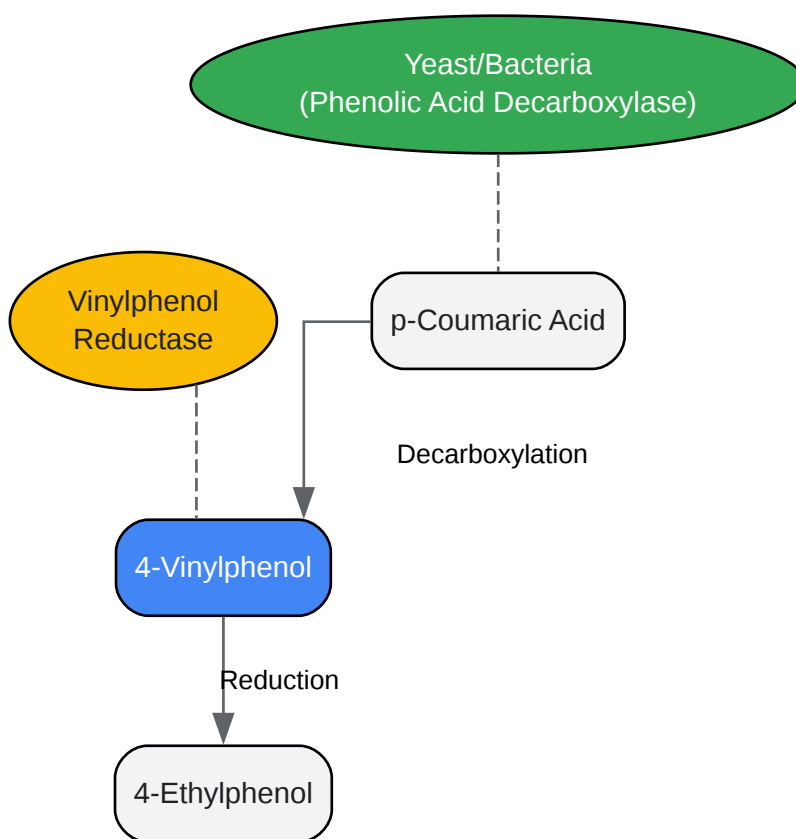 Yeast/Bacteria
(Phenolic Acid Decarboxylase)
Vinylphenol
Reductase
p-Coumaric Acid
Decarboxylation
4-Vinylphenol
Reduction
4-Ethylphenol